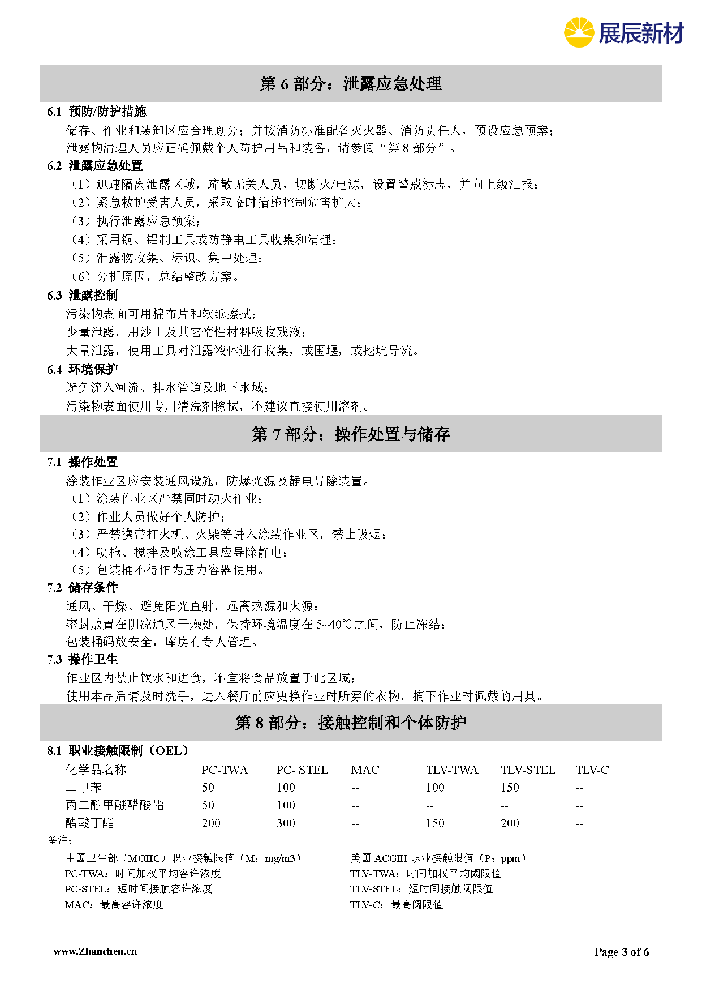 展辰新材
第 6 部分：泄露应急处理
6.1 预防/防护措施
储存、作业和装卸区应合理划分；并按消防标准配备灭火器、消防责任人，预设应急预案；
泄露物清理人员应正确佩戴个人防护用品和装备，请参阅“第 8 部分”。
6.2 泄露应急处置
（1）迅速隔离泄露区域，疏散无关人员，切断火/电源，设置警戒标志，并向上级汇报；
（2）紧急救护受害人员，采取临时措施控制危害扩大；
（3）执行泄露应急预案；
（4）采用铜、铝制工具或防静电工具收集和清理；
（5）泄露物收集、标识、集中处理；
（6）分析原因，总结整改方案。
6.3 泄露控制
污染物表面可用棉布片和软纸擦拭；
少量泄露，用沙土及其它惰性材料吸收残液；
大量泄露，使用工具对泄露液体进行收集，或围堰，或挖坑导流。
6.4 环境保护
避免流入河流、排水管道及地下水域；
污染物表面使用专用清洗剂擦拭，不建议直接使用溶剂。
第 7 部分：操作处置与储存
7.1 操作处置
涂装作业区应安装通风设施，防爆光源及静电导除装置。
（1）涂装作业区严禁同时动火作业；
（2）作业人员做好个人防护；
（3）严禁携带打火机、火柴等进入涂装作业区，禁止吸烟；
（4）喷枪、搅拌及喷涂工具应导除静电；
（5）包装桶不得作为压力容器使用。
7.2 储存条件
通风、干燥、避免阳光直射，远离热源和火源；
密封放置在阴凉通风干燥处，保持环境温度在 5~40℃之间，防止冻结；
包装桶码放安全，库房有专人管理。
7.3 操作卫生
作业区内禁止饮水和进食，不宜将食品放置于此区域；
使用本品后请及时洗手，进入餐厅前应更换作业时所穿的衣物，摘下作业时佩戴的用具。
第 8 部分：接触控制和个体防护
8.1 职业接触限制（OEL）
化学品名称 PC-TWA PC- STEL MAC TLV-TWA TLV-STEL TLV-C
二甲苯 50 100 -- 100 150 --
丙二醇甲醚醋酸酯 50 100 -- -- -- --
醋酸丁酯 200 300 -- 150 200 --
备注：
中国卫生部（MOHC）职业接触限值（M：mg/m3） 美国 ACGIH 职业接触限值（P：ppm）
PC-TWA：时间加权平均容许浓度 TLV-TWA：时间加权平均阈限值
PC-STEL：短时间接触容许浓度 TLV-STEL：短时间接触阈限值
MAC：最高容许浓度 TLV-C：最高阀限值
www.Zhanchen.cn Page 3 of 6